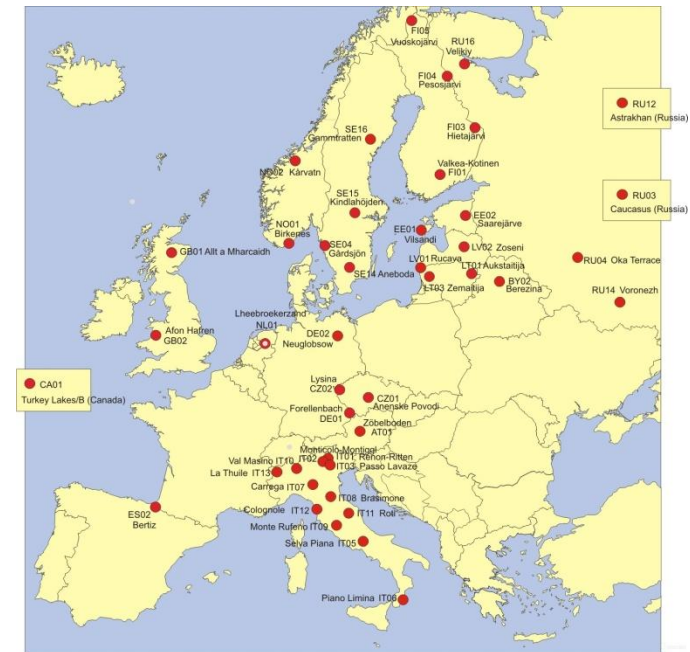 FI05
Vuoskojärvi
RU16
Velikiy
FI04
Pesosjärvi
RU12
Astrakhan (Russia)
FI03
Hietajärvi
SE16
Gammtratten
NO02 Kårvatn
Valkea-Kotinen
FI01
RU03
Caucasus (Russia)
SE15
Kindlahöjden
NO01
Birkenes
EE01
Vilsandi
EE02
Saarejärve
GB01 Allt a Mharcaidh
SE04
Gårdsjön
LV02 Zoseni
RU04 Oka Terrace
SE14 Aneboda
LV01 Rucava
LT01 Aukstaitija
LT03 Zemaitija
BY02
Berezina
RU14 Voronezh
Lheebroekerzand
NL01
Afon Hafren
GB02
DE02
Neuglobsow
CA01
Turkey Lakes/B (Canada)
Lysina
CZ02
CZ01
Anenske Povodi
Forellenbach
DE01
Zöbelboden
AT01
Monticolo-Montiggl
IT02
IT01 Renon-Ritten
Val Masino IT10
IT03 Passo Lavaze
La Thuile IT13
Carrega IT07
IT08 Brasimone
ES02
Bertiz
Colognole IT12
IT11 Roti
Monte Rufeno IT09
Selva Piana IT05
Piano Limina IT06